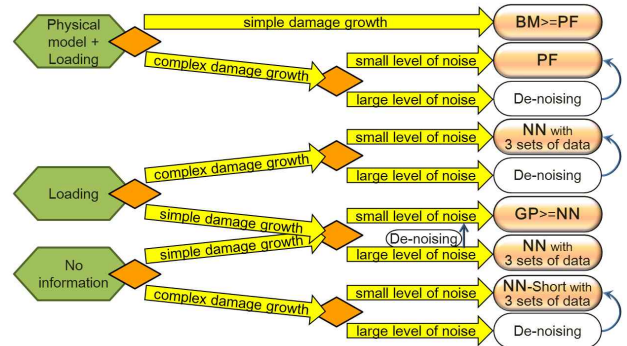 Physical
model +
Loading
simple damage growth
BM>=PF
complex damage growth
small level of noise
PF
large level of noise
De-noising
Loading
complex damage growth
small level of noise
NN with
3 sets of data
large level of noise
De-noising
simple damage growth
simple damage growth
small level of noise
GP>=NN
De-noising
large level of noise
NN with
3 sets of data
No
information
complex damage growth
small level of noise
NN-Short with
3 sets of data
large level of noise
De-noising